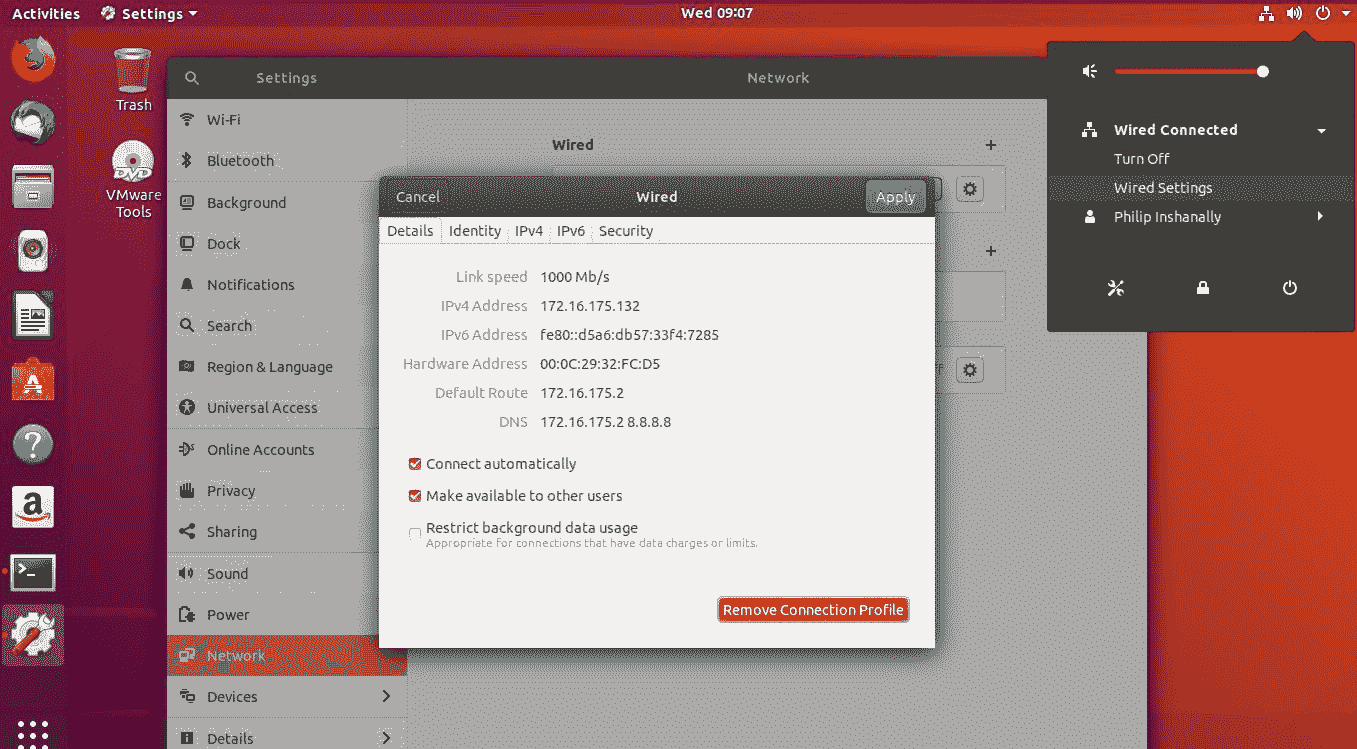 Activities
Settings
Wed 09:07
Trash
VMware
Tools
Settings
Network
Wi-Fi
Bluetooth
Background
Dock
Notifications
Search
Region & Language
Universal Access
Online Accounts
Privacy
Sharing
Sound
Power
Network
Devices
Details
Wired
Cancel
Wired
Apply
Details
Identity
IPv4
IPv6
Security
Link speed 1000 Mb/s
IPv4 Address 172.16.175.132
IPv6 Address fe80::d5a6:db57:33f4:7285
Hardware Address 00:0C:29:32:FC:D5
Default Route 172.16.175.2
DNS 172.16.175.2 8.8.8.8
Connect automatically
Make available to other users
Restrict background data usage
Appropriate for connections that have data charges or limits.
Remove Connection Profile
Wired Connected
Turn Off
Wired Settings
Philip Inshanally